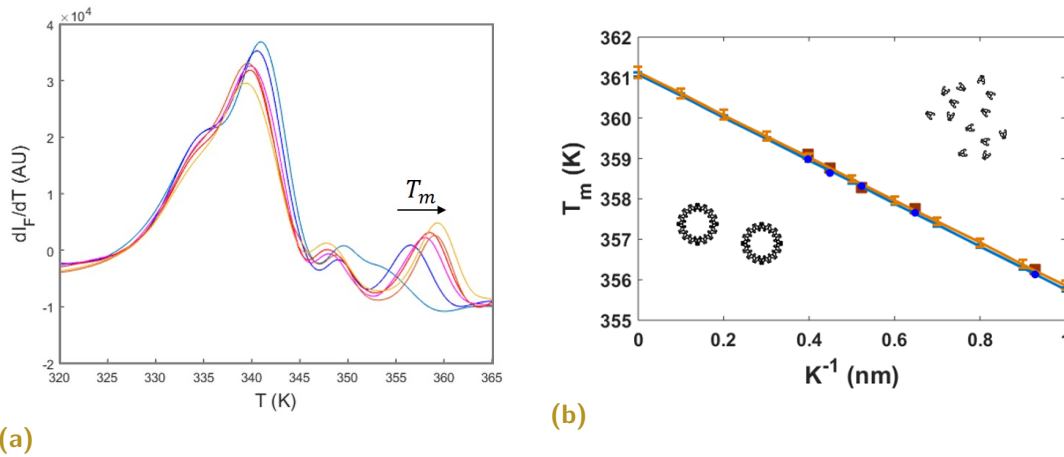 4 ×10⁴
3
2
1
0
-1
-2
dI_F/dT (AU)
T_m
320 325 330 335 340 345 350 355 360 365
T (K)
(a)
362
361
360
359
358
357
356
355
T_m (K)
0 0.2 0.4 0.6 0.8 1
K⁻¹ (nm)
(b)